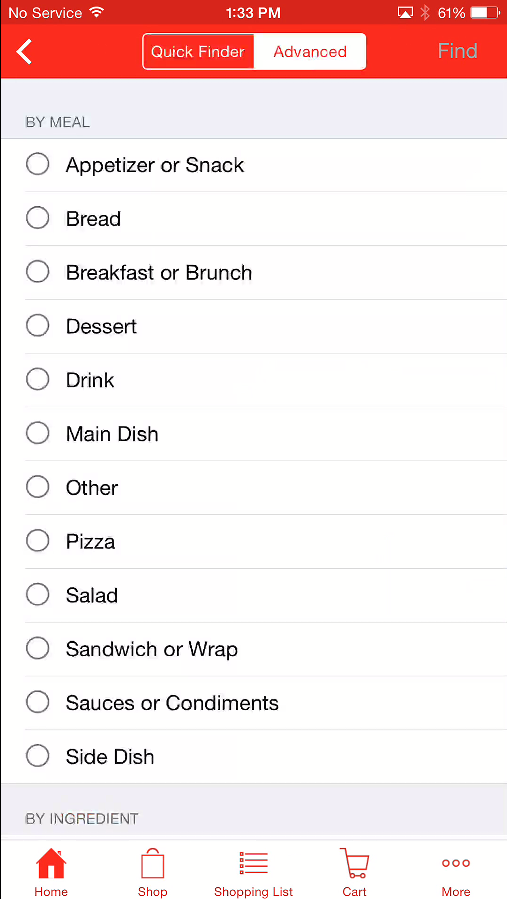 No Service 1:33 PM 61%
Quick Finder Advanced Find
BY MEAL
Appetizer or Snack
Bread
Breakfast or Brunch
Dessert
Drink
Main Dish
Other
Pizza
Salad
Sandwich or Wrap
Sauces or Condiments
Side Dish
BY INGREDIENT
Home Shop Shopping List Cart More